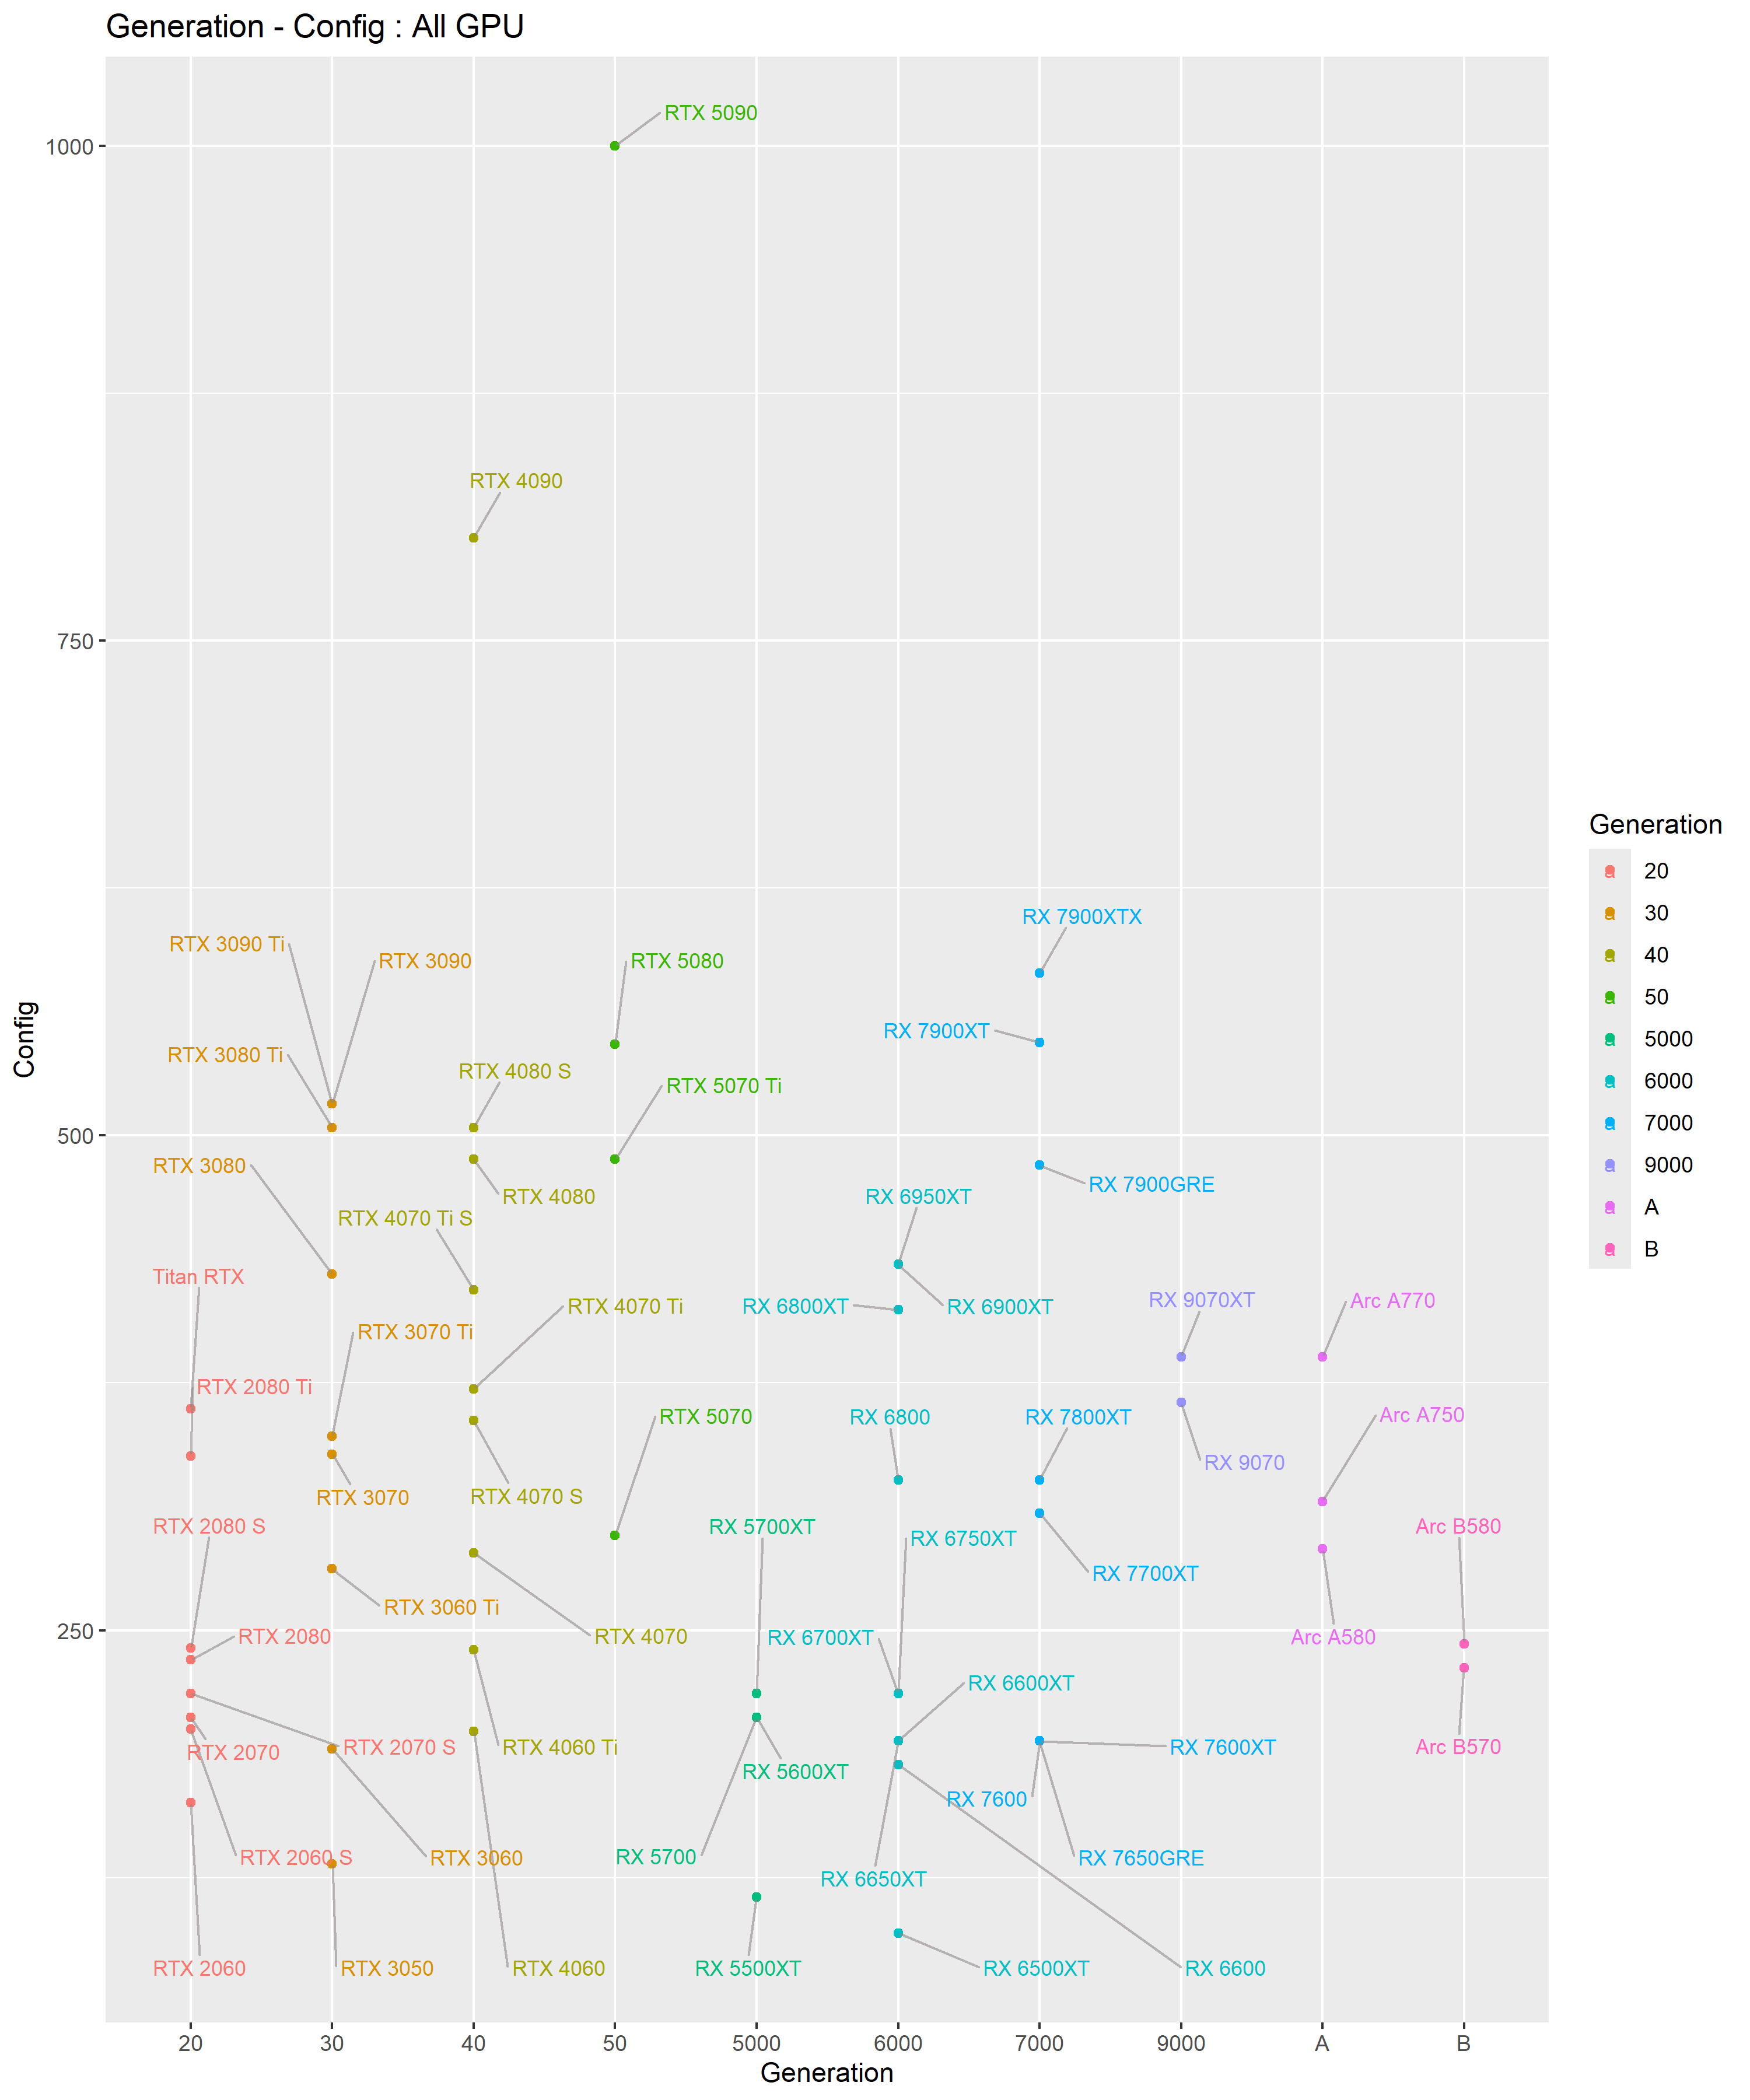 Generation - Config : All GPU
RTX 5090
1000
RTX 4090
750
RX 7900XTX
RTX 3090 Ti
RTX 3090
RTX 5080
RX 7900XT
RTX 3080 Ti
RTX 4080 S
RTX 5070 Ti
500
RTX 3080
RTX 4080
RX 7900GRE
RX 6950XT
RTX 4070 Ti S
Titan RTX
RTX 4070 Ti
RX 6800XT
RX 6900XT
RX 9070XT
Arc A770
RTX 3070 Ti
RTX 2080 Ti
RTX 5070
RX 6800
RX 7800XT
Arc A750
RX 9070
RTX 3070
RTX 4070 S
RTX 2080 S
RX 5700XT
RX 6750XT
Arc B580
RX 7700XT
RTX 3060 Ti
250
RTX 2080
RTX 4070
RX 6700XT
Arc A580
RX 6600XT
RTX 2070
RTX 2070 S
RTX 4060 Ti
RX 7600XT
Arc B570
RX 5600XT
RX 7600
RTX 2060 S
RTX 3060
RX 5700
RX 7650GRE
RX 6650XT
RTX 2060
RTX 3050
RTX 4060
RX 5500XT
RX 6500XT
RX 6600
20 30 40 50 5000 6000 7000 9000 A B
Generation
Config
Generation
a 20
a 30
a 40
a 50
a 5000
a 6000
a 7000
a 9000
a A
a B